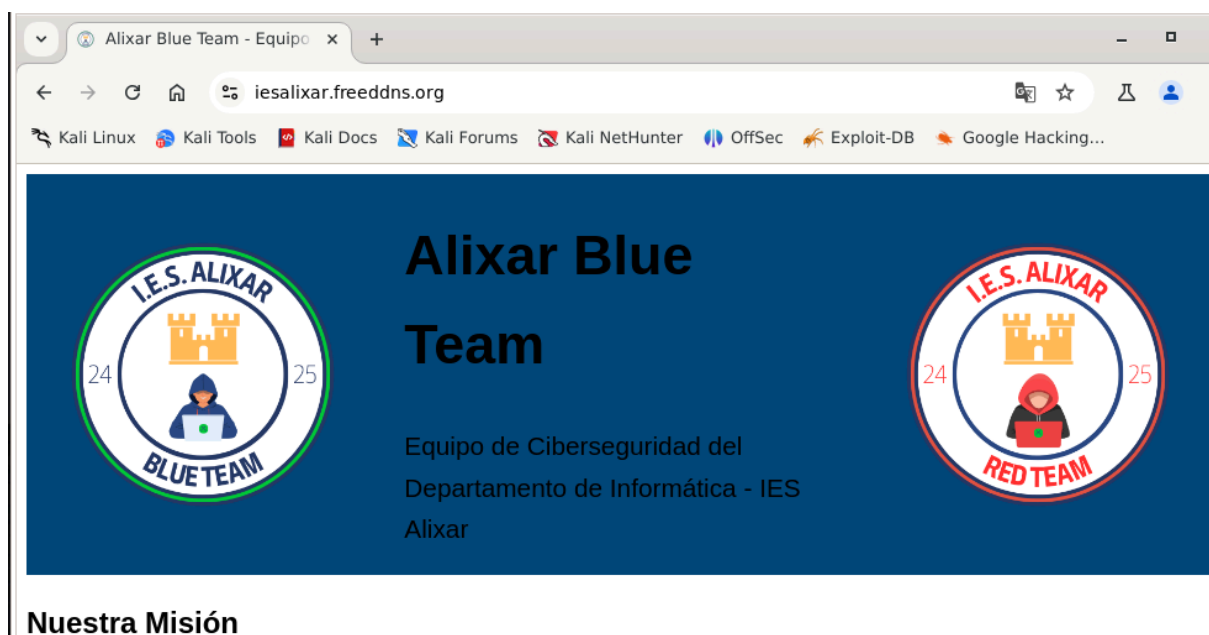 Alixar Blue Team - Equipo
iesalixar.freeddns.org
Kali Linux Kali Tools Kali Docs Kali Forums Kali NetHunter OffSec Exploit-DB Google Hacking...
I.E.S. ALIXAR
24 25
BLUE TEAM
Alixar Blue
Team
Equipo de Ciberseguridad del
Departamento de Informática - IES
Alixar
I.E.S. ALIXAR
24 25
RED TEAM
Nuestra Misión